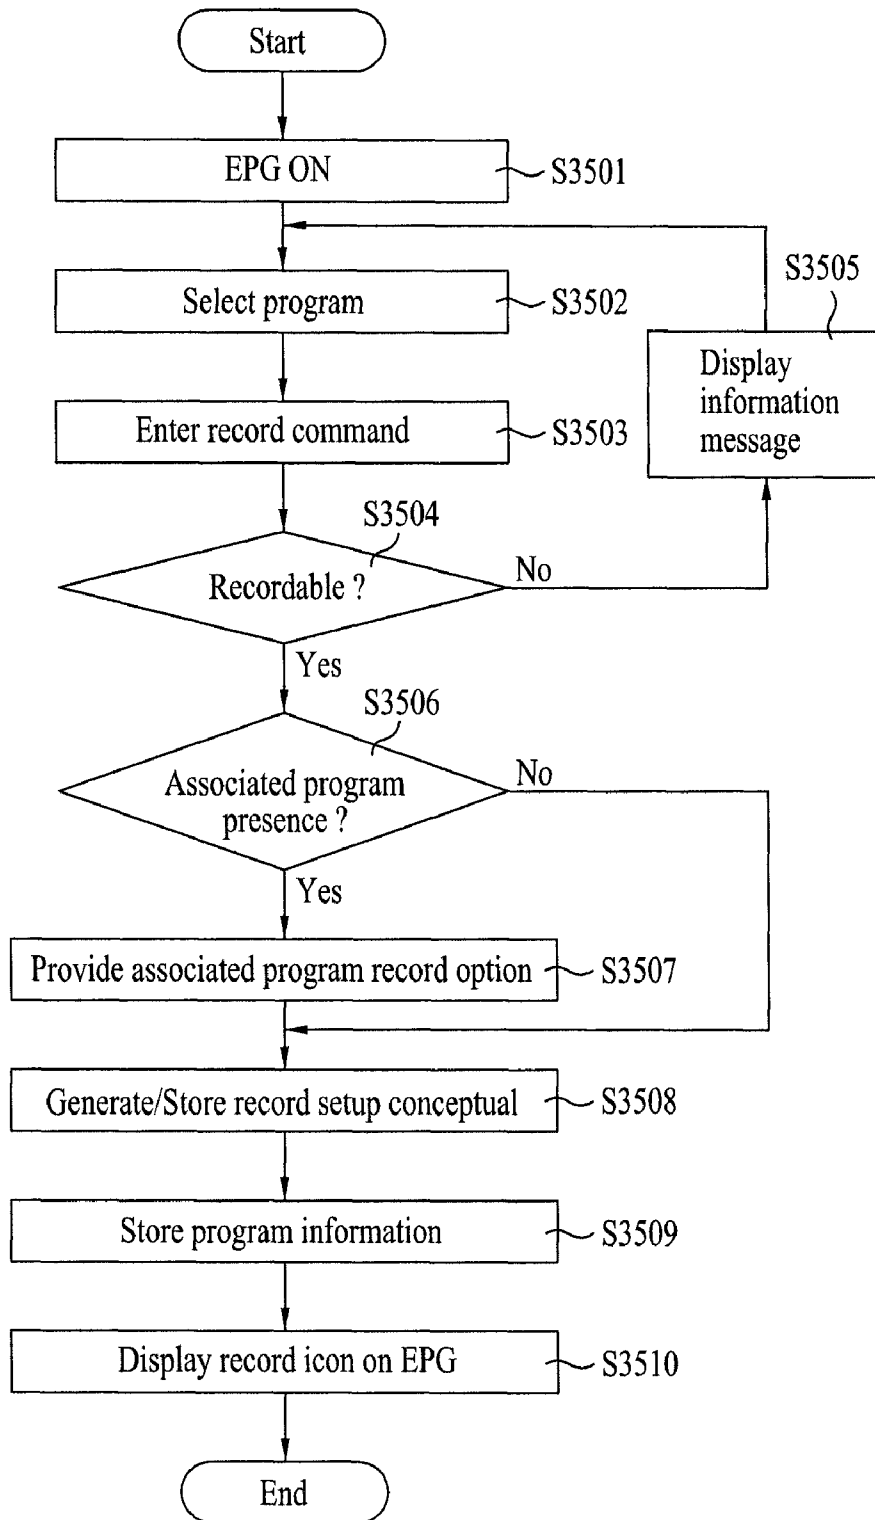 Start
EPG ON
S3501
S3505
Select program
S3502
Display
information
message
Enter record command
S3503
S3504
Recordable ?
No
Yes
S3506
Associated program
presence ?
No
Yes
Provide associated program record option
S3507
Generate/Store record setup conceptual
S3508
Store program information
S3509
Display record icon on EPG
S3510
End